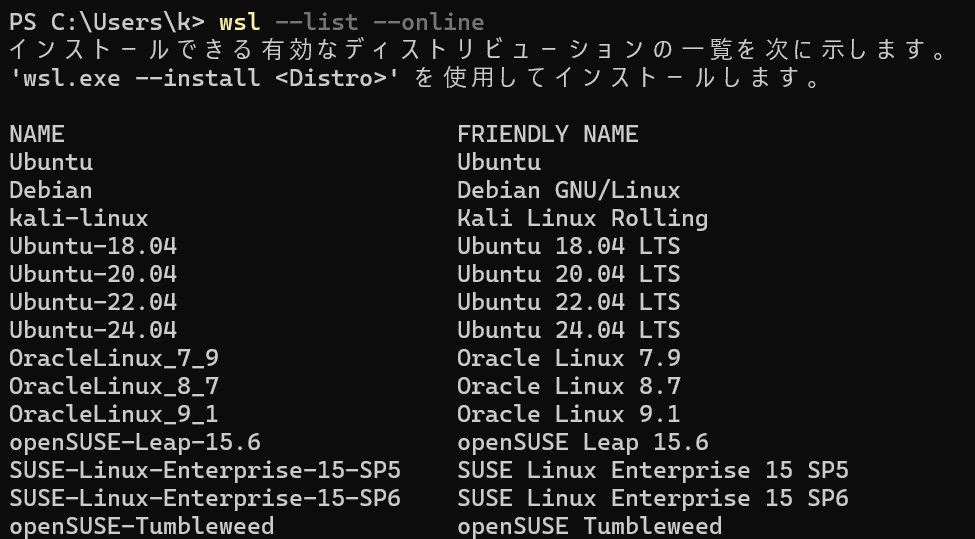 PS C:\Users\k> wsl --list --online
インストールできる有効なディストリビューションの一覧を次に示します。
'wsl.exe --install <Distro>' を使用してインストールします。
NAME FRIENDLY NAME
Ubuntu Ubuntu
Debian Debian GNU/Linux
kali-linux Kali Linux Rolling
Ubuntu-18.04 Ubuntu 18.04 LTS
Ubuntu-20.04 Ubuntu 20.04 LTS
Ubuntu-22.04 Ubuntu 22.04 LTS
Ubuntu-24.04 Ubuntu 24.04 LTS
OracleLinux_7_9 Oracle Linux 7.9
OracleLinux_8_7 Oracle Linux 8.7
OracleLinux_9_1 Oracle Linux 9.1
openSUSE-Leap-15.6 openSUSE Leap 15.6
SUSE-Linux-Enterprise-15-SP5 SUSE Linux Enterprise 15 SP5
SUSE-Linux-Enterprise-15-SP6 SUSE Linux Enterprise 15 SP6
openSUSE-Tumbleweed openSUSE Tumbleweed